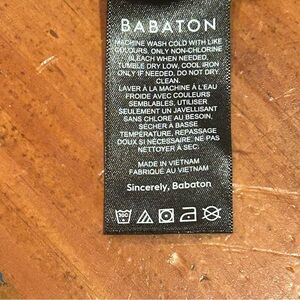 BABATON
MACHINE WASH COLD WITH LIKE
COLOURS, ONLY NON-CHLORINE
BLEACH WHEN NEEDED,
TUMBLE DRY LOW, COOL IRON
ONLY IF NEEDED. DO NOT DRY
CLEAN.
LAVER À LA MACHINE À L'EAU
FROIDE AVEC COULEURS
SEMBLABLES, UTILISER
SEULEMENT UN JAVELLISANT
SANS CHLORE AU BESOIN,
SÉCHER À BASSE
TEMPÉRATURE, REPASSAGE
DOUX SI NÉCESSAIRE. NE PAS
NETTOYER À SEC.
MADE IN VIETNAM
FABRIQUÉ AU VIETNAM
Sincerely, Babaton